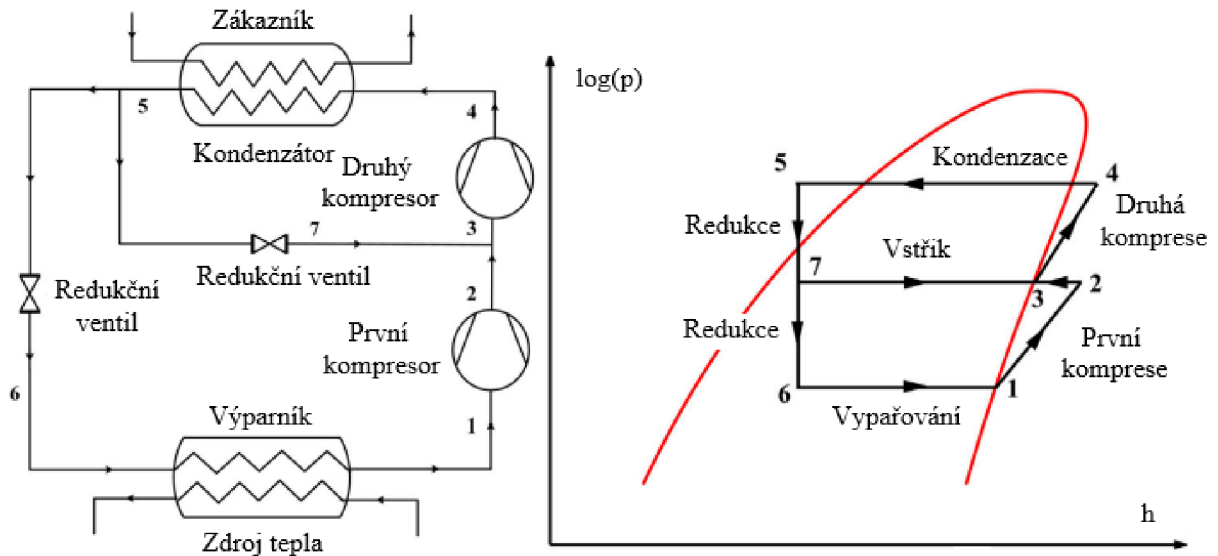 Zákazník
5
4
Kondenzátor
Druhý
kompresor
3
7
Redukční ventil
Redukční
ventil
2
První
kompresor
6
1
Výparník
Zdroj tepla
log(p)
5
Kondenzace
4
Redukce
Druhá
komprese
Vstřik
7
3
2
Redukce
První
komprese
6
1
Vypařování
h